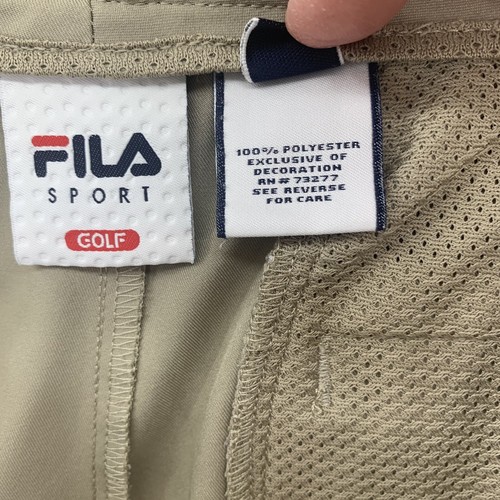 FILA
SPORT
GOLF
100% POLYESTER
EXCLUSIVE OF
DECORATION
RN# 73277
SEE REVERSE
FOR CARE